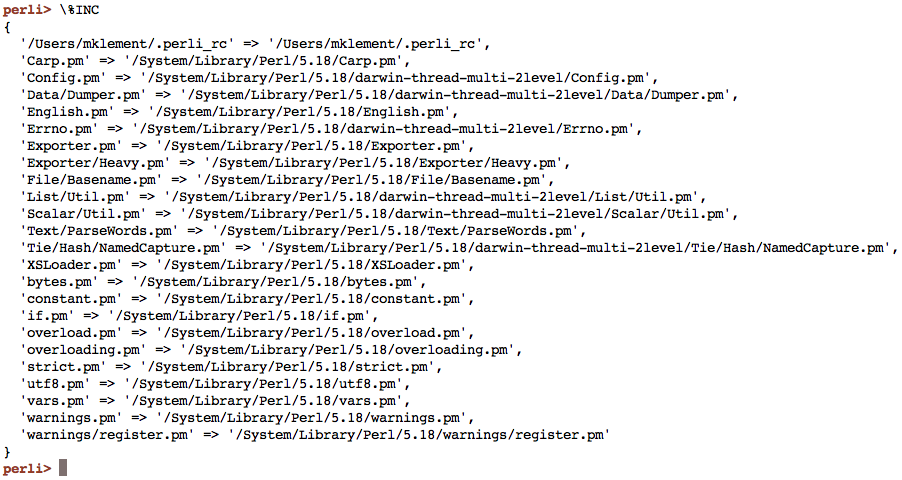 perli> \%INC
{
  '/Users/mklement/.perli_rc' => '/Users/mklement/.perli_rc',
  'Carp.pm' => '/System/Library/Perl/5.18/Carp.pm',
  'Config.pm' => '/System/Library/Perl/5.18/darwin-thread-multi-2level/Config.pm',
  'Data/Dumper.pm' => '/System/Library/Perl/5.18/darwin-thread-multi-2level/Data/Dumper.pm',
  'English.pm' => '/System/Library/Perl/5.18/English.pm',
  'Errno.pm' => '/System/Library/Perl/5.18/darwin-thread-multi-2level/Errno.pm',
  'Exporter.pm' => '/System/Library/Perl/5.18/Exporter.pm',
  'Exporter/Heavy.pm' => '/System/Library/Perl/5.18/Exporter/Heavy.pm',
  'File/Basename.pm' => '/System/Library/Perl/5.18/File/Basename.pm',
  'List/Util.pm' => '/System/Library/Perl/5.18/darwin-thread-multi-2level/List/Util.pm',
  'Scalar/Util.pm' => '/System/Library/Perl/5.18/darwin-thread-multi-2level/Scalar/Util.pm',
  'Text/ParseWords.pm' => '/System/Library/Perl/5.18/Text/ParseWords.pm',
  'Tie/Hash/NamedCapture.pm' => '/System/Library/Perl/5.18/darwin-thread-multi-2level/Tie/Hash/NamedCapture.pm',
  'XSLoader.pm' => '/System/Library/Perl/5.18/XSLoader.pm',
  'bytes.pm' => '/System/Library/Perl/5.18/bytes.pm',
  'constant.pm' => '/System/Library/Perl/5.18/constant.pm',
  'if.pm' => '/System/Library/Perl/5.18/if.pm',
  'overload.pm' => '/System/Library/Perl/5.18/overload.pm',
  'overloading.pm' => '/System/Library/Perl/5.18/overloading.pm',
  'strict.pm' => '/System/Library/Perl/5.18/strict.pm',
  'utf8.pm' => '/System/Library/Perl/5.18/utf8.pm',
  'vars.pm' => '/System/Library/Perl/5.18/vars.pm',
  'warnings.pm' => '/System/Library/Perl/5.18/warnings.pm',
  'warnings/register.pm' => '/System/Library/Perl/5.18/warnings/register.pm'
}
perli>